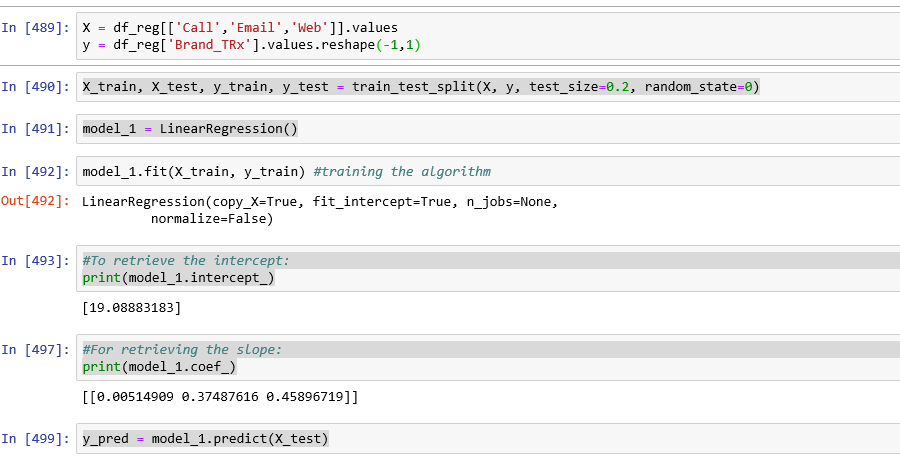 In [489]: X = df_reg[['Call','Email','Web']].values
y = df_reg['Brand_TRx'].values.reshape(-1,1)
In [490]: X_train, X_test, y_train, y_test = train_test_split(X, y, test_size=0.2, random_state=0)
In [491]: model_1 = LinearRegression()
In [492]: model_1.fit(X_train, y_train) #training the algorithm
Out[492]: LinearRegression(copy_X=True, fit_intercept=True, n_jobs=None,
normalize=False)
In [493]: #To retrieve the intercept:
print(model_1.intercept_)
[19.08883183]
In [497]: #For retrieving the slope:
print(model_1.coef_)
[[0.00514909 0.37487616 0.45896719]]
In [499]: y_pred = model_1.predict(X_test)